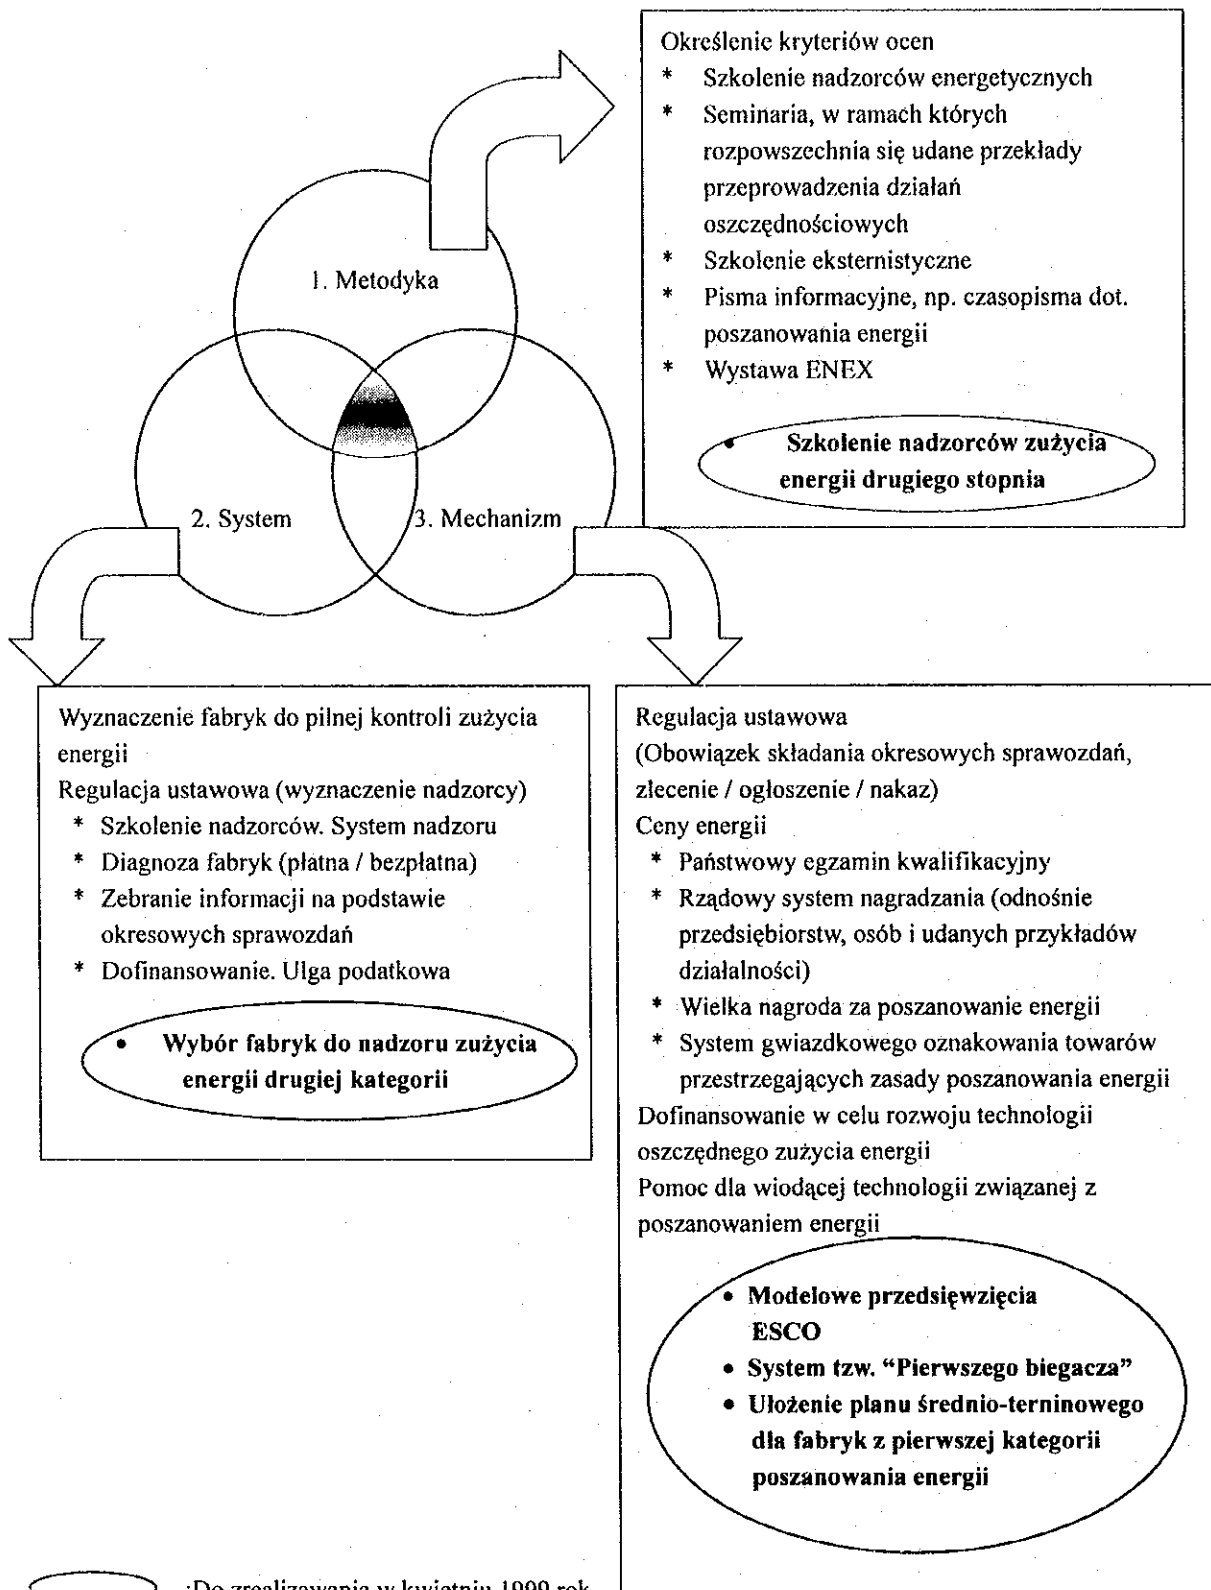 Określenie kryteriów ocen
* Szkolenie nadzorców energetycznych
* Seminaria, w ramach których
rozpowszechnia się udane przekłady
przeprowadzenia działań
oszczędnościowych
* Szkolenie eksternistyczne
* Pisma informacyjne, np. czasopisma dot.
poszanowania energii
* Wystawa ENEX
• Szkolenie nadzorców zużycia
energii drugiego stopnia
1. Metodyka
2. System
3. Mechanizm
Wyznaczenie fabryk do pilnej kontroli zużycia
energii
Regulacja ustawowa (wyznaczenie nadzorcy)
* Szkolenie nadzorców. System nadzoru
* Diagnoza fabryk (płatna / bezpłatna)
* Zebranie informacji na podstawie
okresowych sprawozdań
* Dofinansowanie. Ulga podatkowa
• Wybór fabryk do nadzoru zużycia
energii drugiej kategorii
Regulacja ustawowa
(Obowiązek składania okresowych sprawozdań,
zlecenie / ogłoszenie / nakaz)
Ceny energii
* Państwowy egzamin kwalifikacyjny
* Rządowy system nagradzania (odnośnie
przedsiębiorstw, osób i udanych przykładów
działalności)
* Wielka nagroda za poszanowanie energii
* System gwiazdkowego oznakowania towarów
przestrzegających zasady poszanowania energii
Dofinansowanie w celu rozwoju technologii
oszczędnego zużycia energii
Pomoc dla wiodącej technologii związanej z
poszanowaniem energii
• Modelowe przedsięwzięcia
ESCO
• System tzw. “Pierwszego biegacza”
• Ułożenie planu średnio-terninowego
dla fabryk z pierwszej kategorii
poszanowania energii
:Do zrealizawania w kwietniu 1999 rok